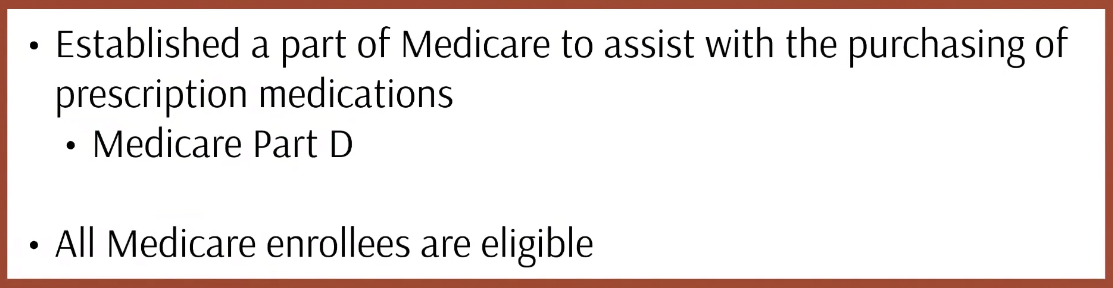 • Established a part of Medicare to assist with the purchasing of
prescription medications
• Medicare Part D
• All Medicare enrollees are eligible